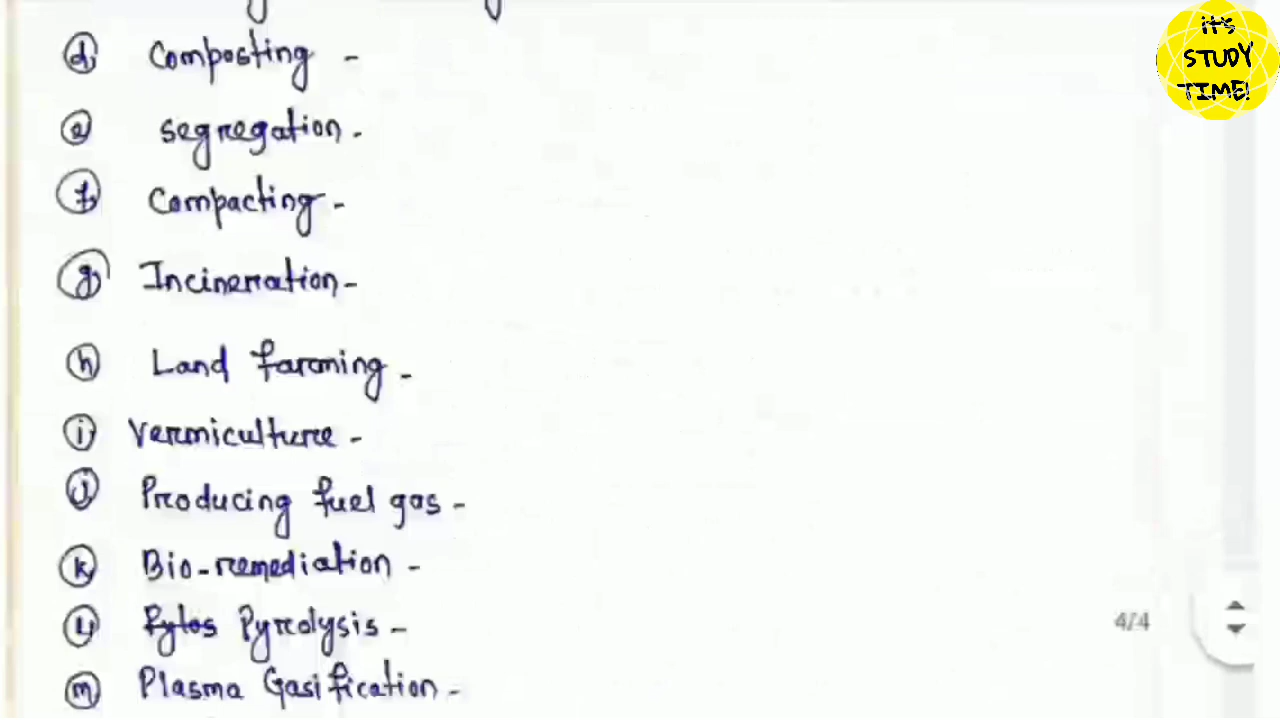 IT'S
STUDY
TIME!
d Composting -
e segregation -
f Compacting -
g Incineration -
h Land farming -
i Vermiculture -
j Producing fuel gas -
k Bio-remediation -
l Pylos Pyrolysis -
m Plasma Gasification -
4/4